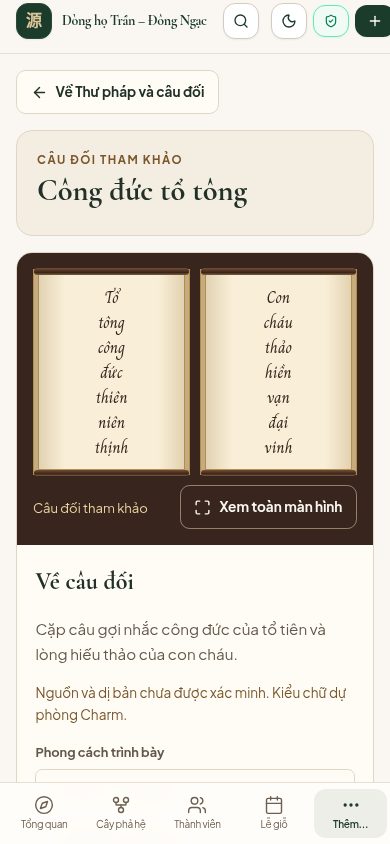 源 Dòng họ Trần – Đông Ngạc
Về Thư pháp và câu đối
CÂU ĐỐI THAM KHẢO
Công đức tổ tông
Tổ
tông
công
đức
thiên
niên
thịnh
Con
cháu
thảo
hiền
vạn
đại
vinh
Câu đối tham khảo
Xem toàn màn hình
Về câu đối
Cặp câu gợi nhắc công đức của tổ tiên và
lòng hiếu thảo của con cháu.
Nguồn và dị bản chưa được xác minh. Kiểu chữ dự
phòng Charm.
Phong cách trình bày
Tổng quan
Cây phả hệ
Thành viên
Lễ giỗ
Thêm...